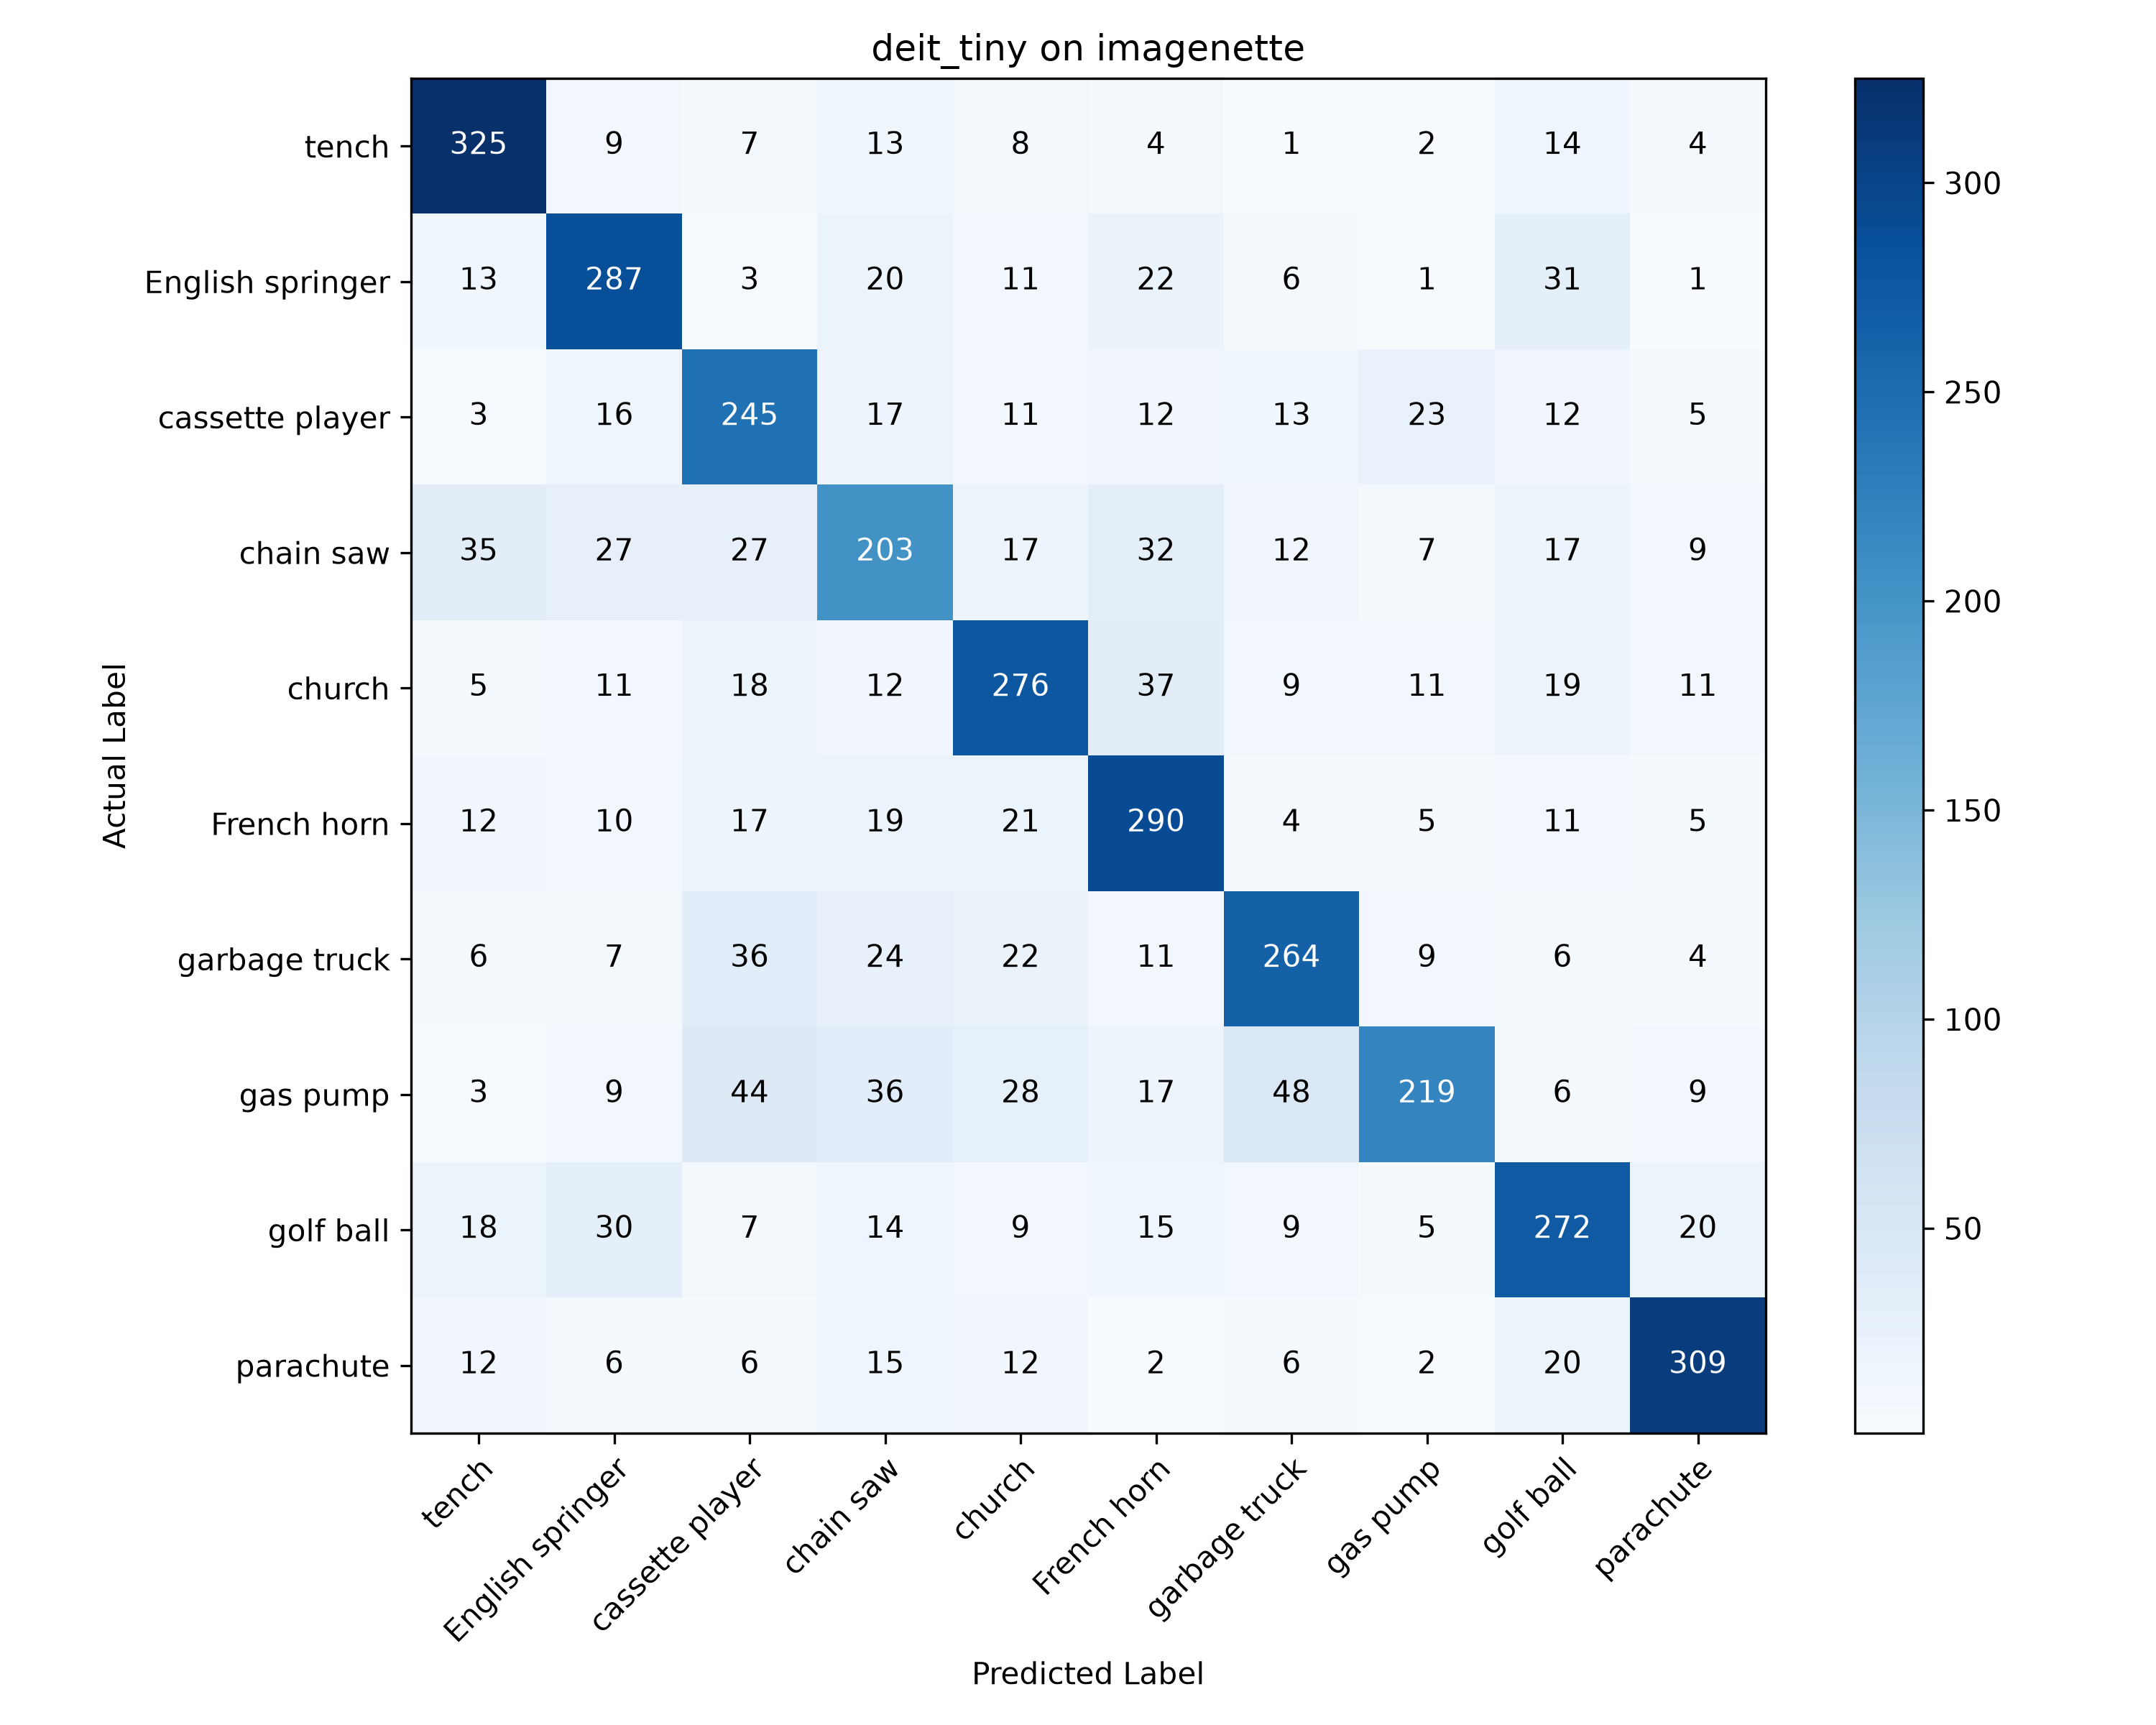 deit_tiny on imagenette
tench 325 9 7 13 8 4 1 2 14 4
English springer 13 287 3 20 11 22 6 1 31 1
cassette player 3 16 245 17 11 12 13 23 12 5
chain saw 35 27 27 203 17 32 12 7 17 9
church 5 11 18 12 276 37 9 11 19 11
French horn 12 10 17 19 21 290 4 5 11 5
garbage truck 6 7 36 24 22 11 264 9 6 4
gas pump 3 9 44 36 28 17 48 219 6 9
golf ball 18 30 7 14 9 15 9 5 272 20
parachute 12 6 6 15 12 2 6 2 20 309
Actual Label
tench
English springer
cassette player
chain saw
church
French horn
garbage truck
gas pump
golf ball
parachute
Predicted Label
300
250
200
150
100
50